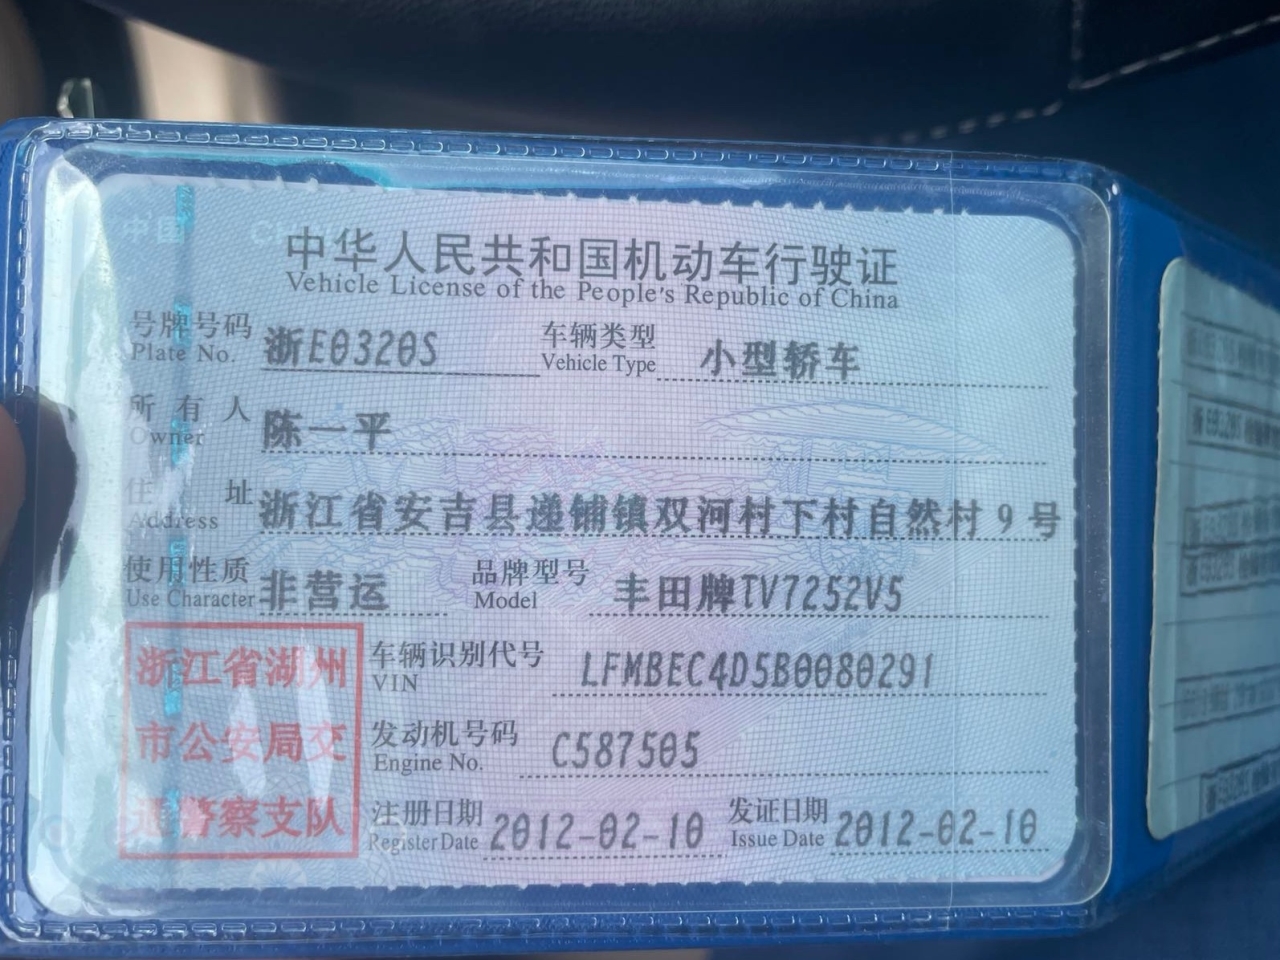 中华人民共和国机动车行驶证
Vehicle License of the People's Republic of China
号牌号码 浙E0320S 车辆类型 小型轿车
Plate No. Vehicle Type
所有人 陈一平
Owner
住址 浙江省安吉县递铺镇双河村下村自然村9号
Address
使用性质 非营运 品牌型号 丰田牌TV7252V5
Use Character Model
浙江省湖州
市公安局交
通警察支队
车辆识别代号 LFMBEC4D5B0080291
VIN
发动机号码 C587505
Engine No.
注册日期 2012-02-10 发证日期 2012-02-10
Register Date Issue Date